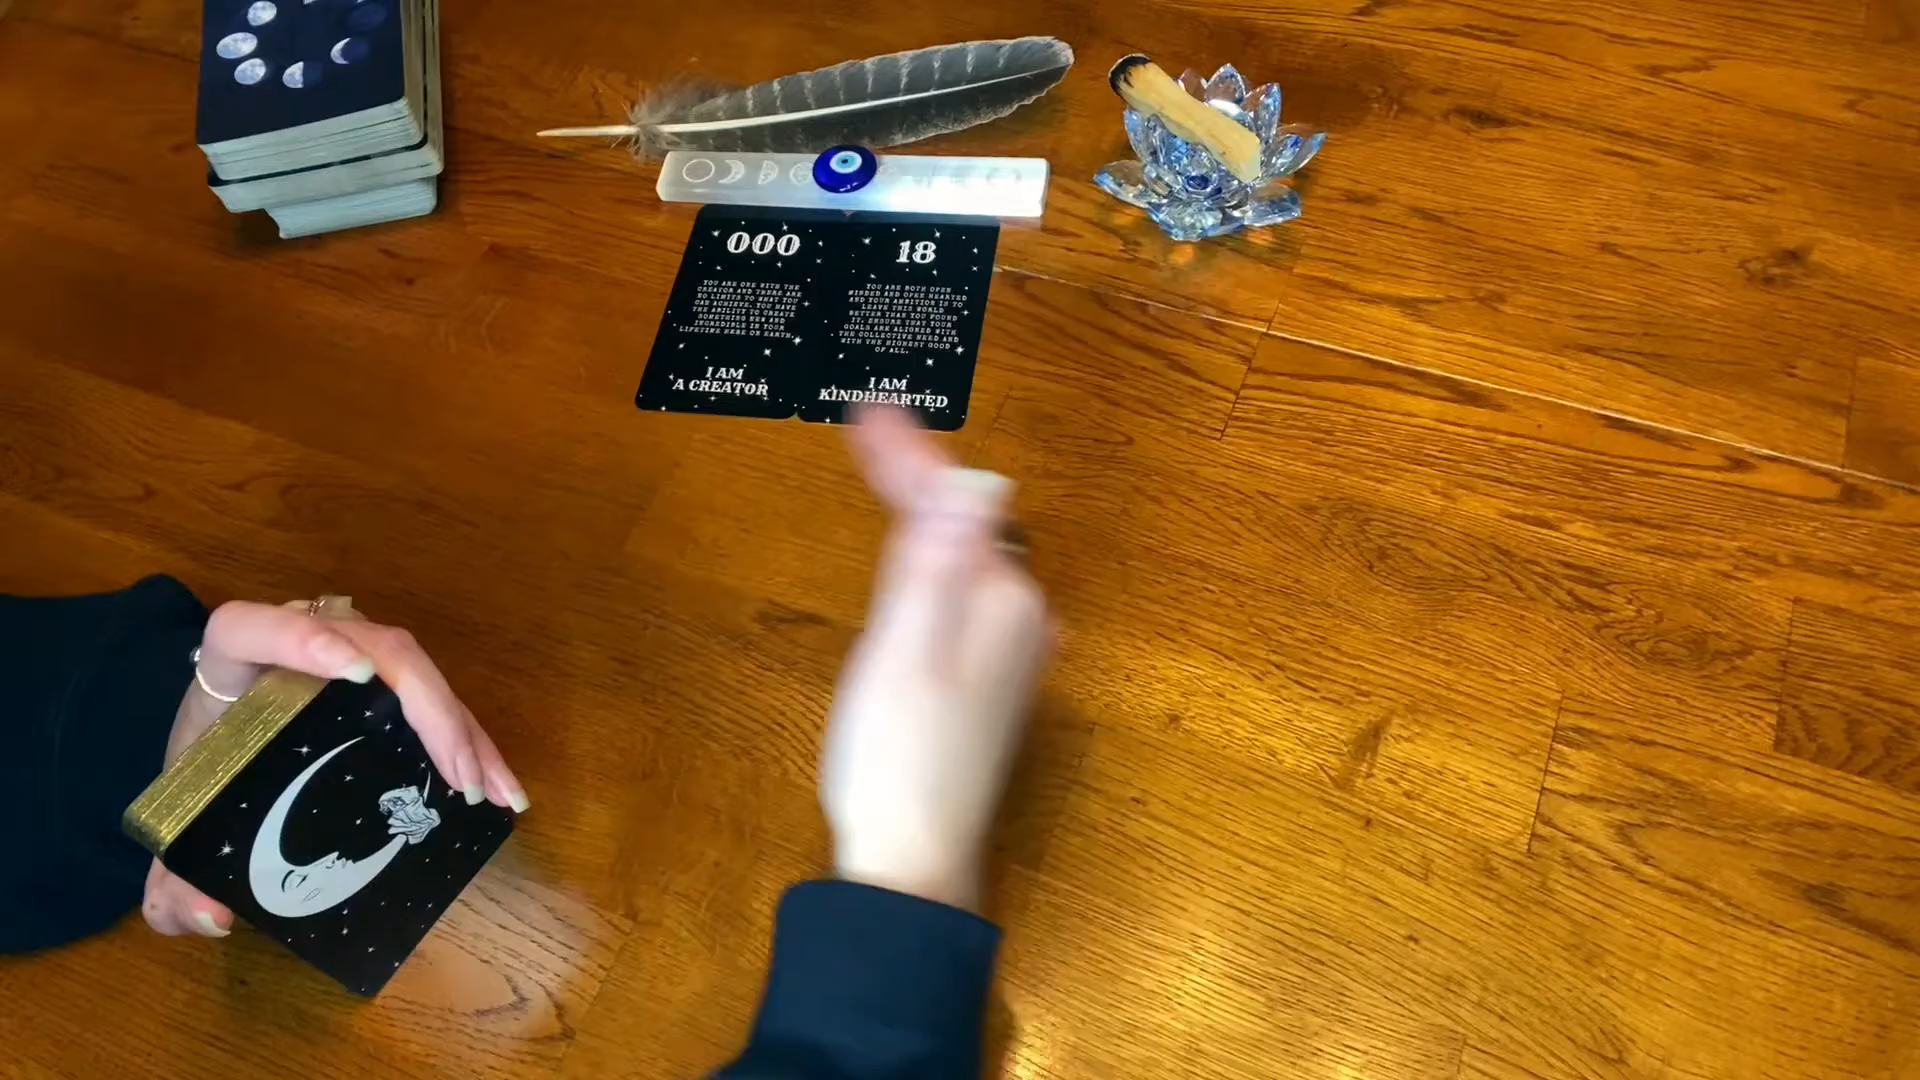 000
YOU ARE ONE WITH THE
CREATOR AND THERE ARE
NO LIMITS TO WHAT YOU
CAN ACHIEVE. YOU HAVE
THE ABILITY TO CREATE
SOMETHING NEW AND
INCREDIBLE IN YOUR
LIFETIME HERE ON EARTH.
I AM
A CREATOR
18
YOU ARE BOTH OPEN
MINDED AND OPEN HEARTED
AND YOUR AMBITION IS TO
LEAVE THIS WORLD
BETTER THAN YOU FOUND
IT. ENSURE THAT YOUR
GOALS ARE ALIGNED WITH
THE COLLECTIVE NEED AND
WITH THE HIGHEST GOOD
OF ALL.
I AM
KINDHEARTED